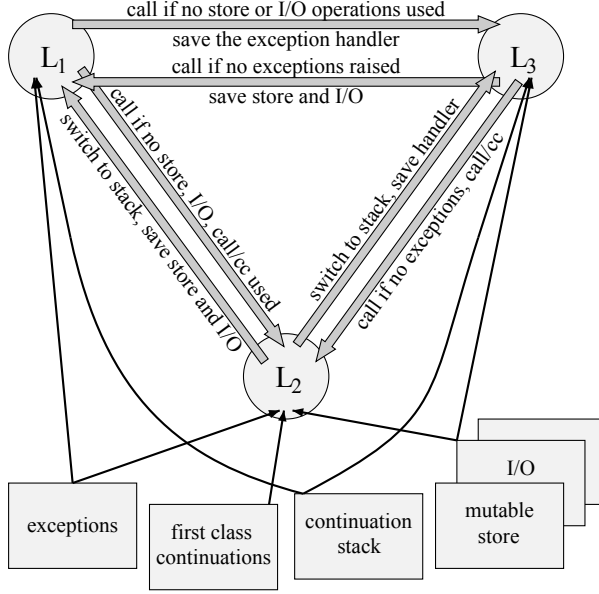 call if no store or I/O operations used
save the exception handler
call if no exceptions raised
save store and I/O
L1
L3
call if no store, I/O, call/cc used
switch to stack, save store and I/O
switch to stack, save handler
call if no exceptions, call/cc
L2
exceptions
first class
continuations
continuation
stack
I/O
mutable
store